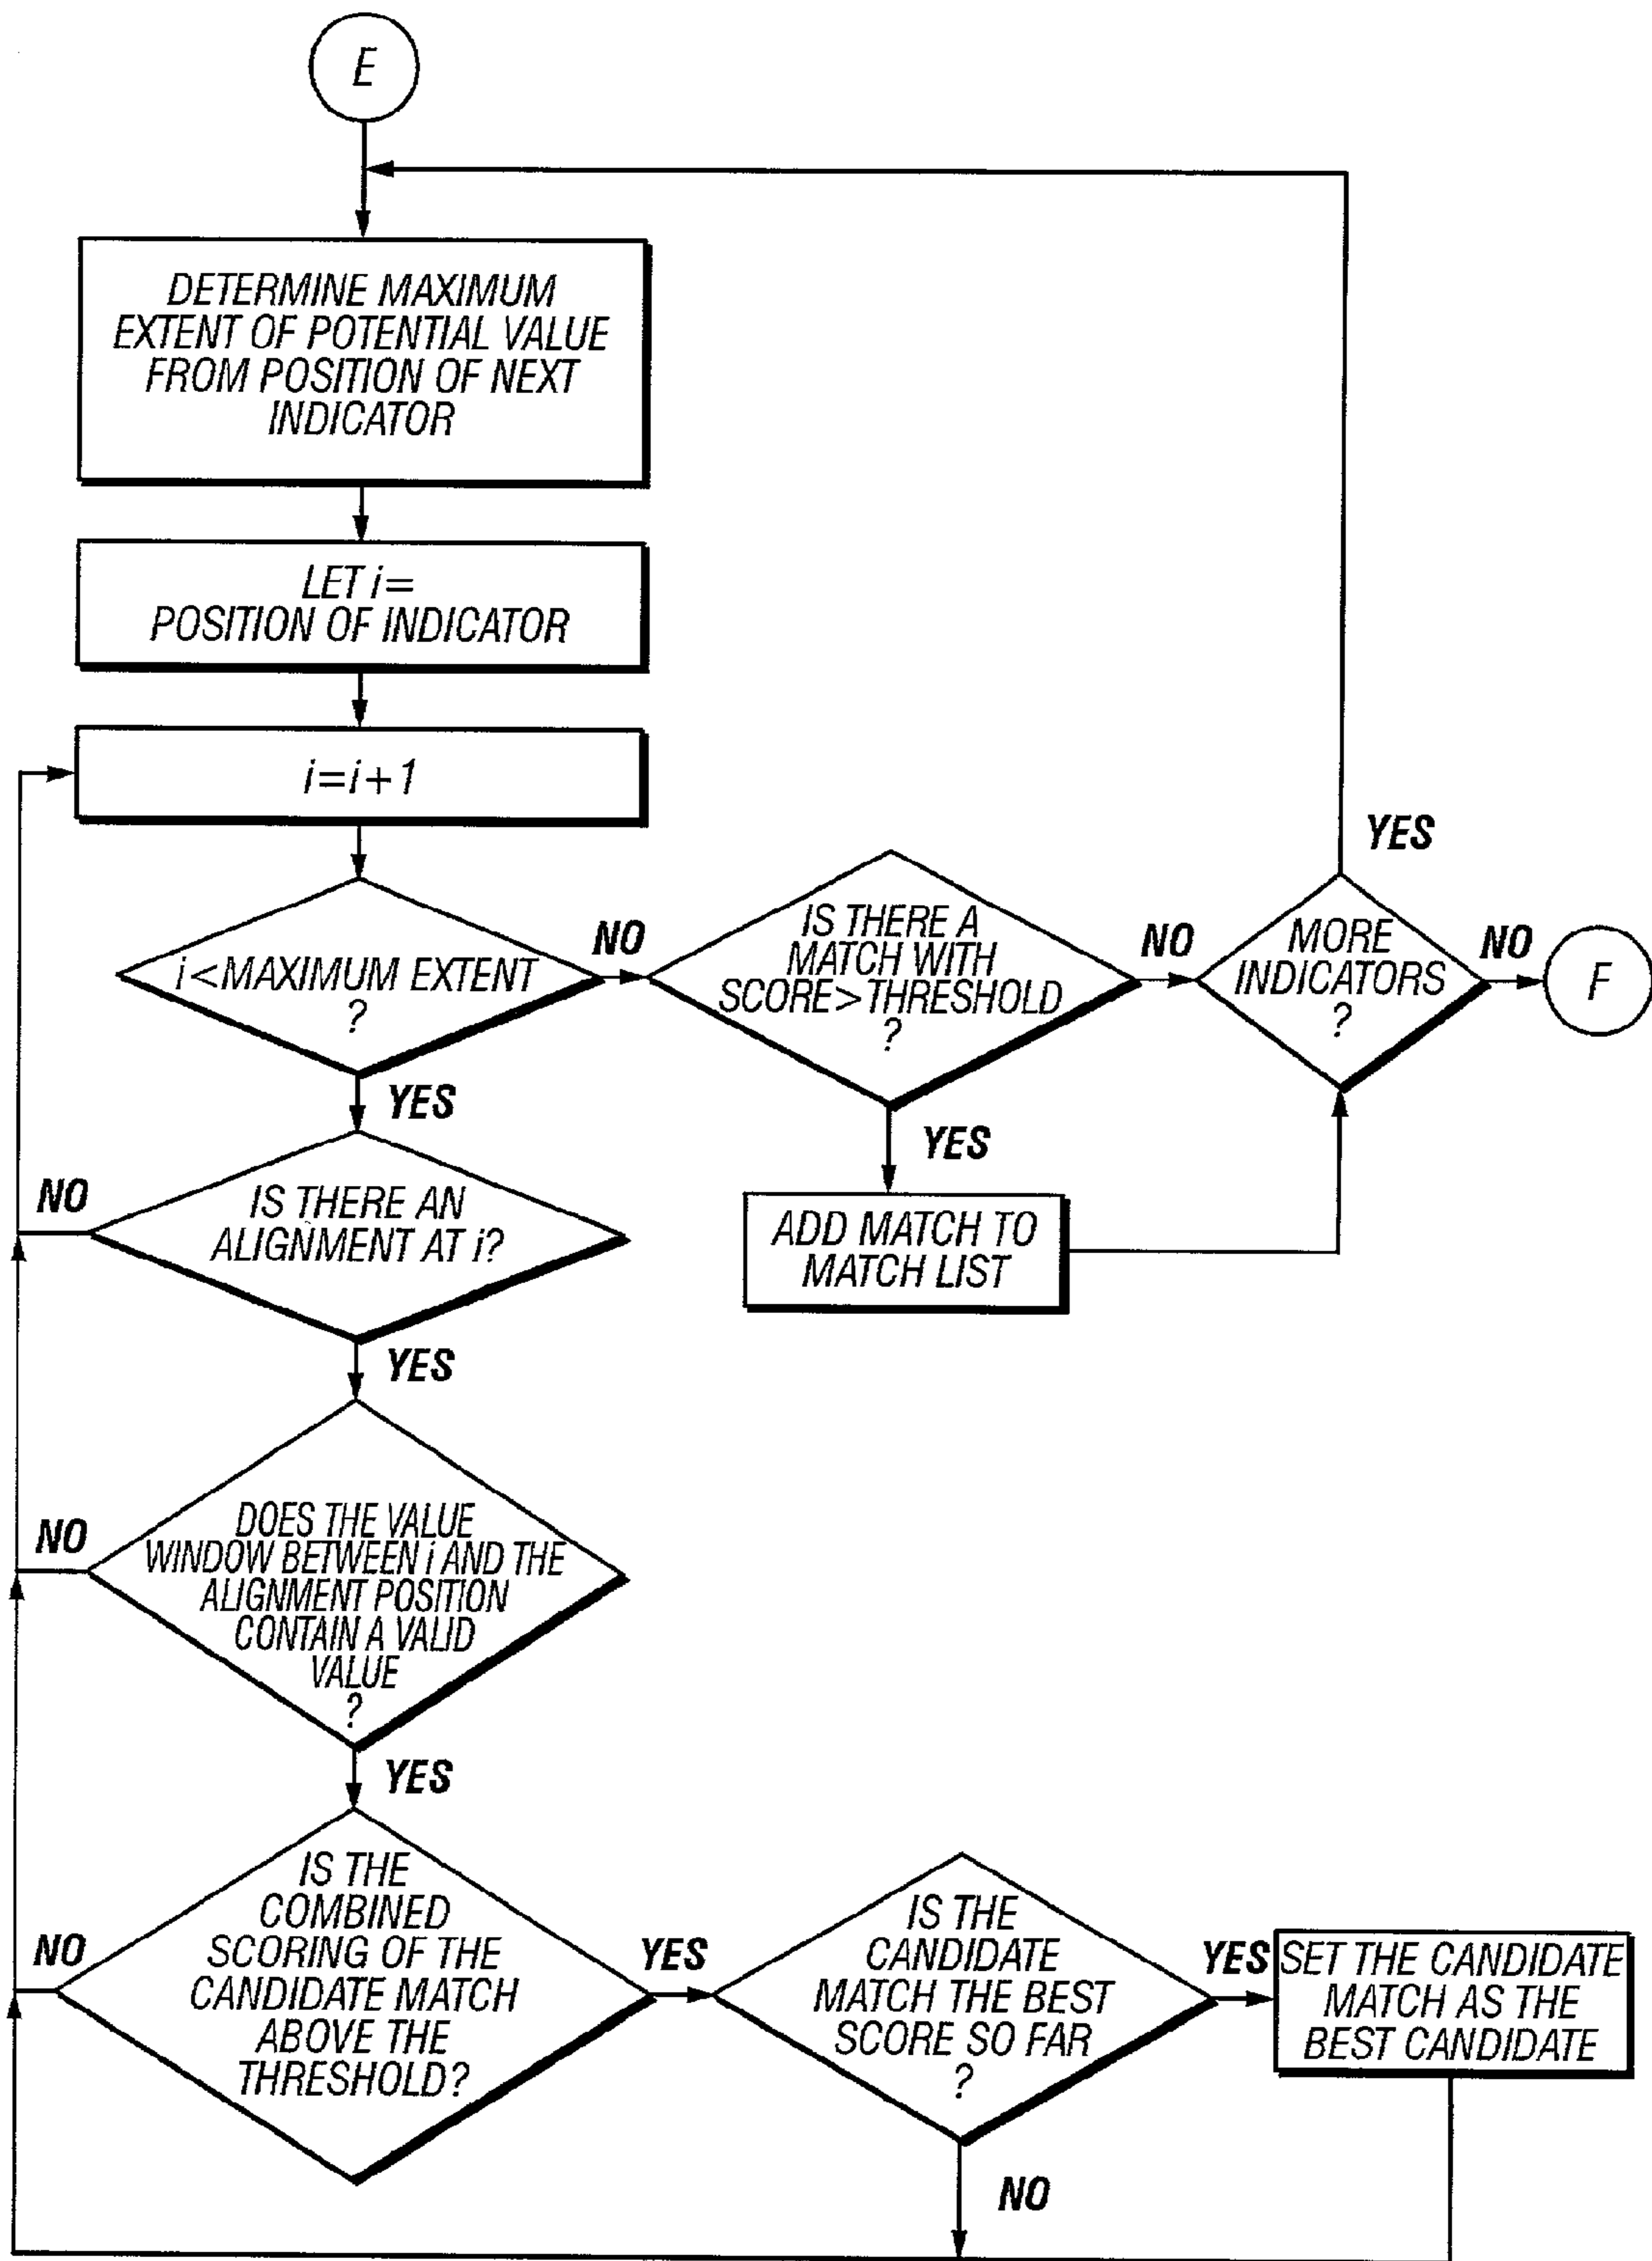 E
DETERMINE MAXIMUM
EXTENT OF POTENTIAL VALUE
FROM POSITION OF NEXT
INDICATOR
LET i=
POSITION OF INDICATOR
i=i+1
i<MAXIMUM EXTENT
?
NO
YES
IS THERE A
MATCH WITH
SCORE>THRESHOLD
?
NO
YES
MORE
INDICATORS
?
YES
NO
F
ADD MATCH TO
MATCH LIST
IS THERE AN
ALIGNMENT AT i?
NO
YES
DOES THE VALUE
WINDOW BETWEEN i AND THE
ALIGNMENT POSITION
CONTAIN A VALID
VALUE
?
NO
YES
IS THE
COMBINED
SCORING OF THE
CANDIDATE MATCH
ABOVE THE
THRESHOLD?
NO
YES
IS THE
CANDIDATE
MATCH THE BEST
SCORE SO FAR
?
YES
NO
SET THE CANDIDATE
MATCH AS THE
BEST CANDIDATE